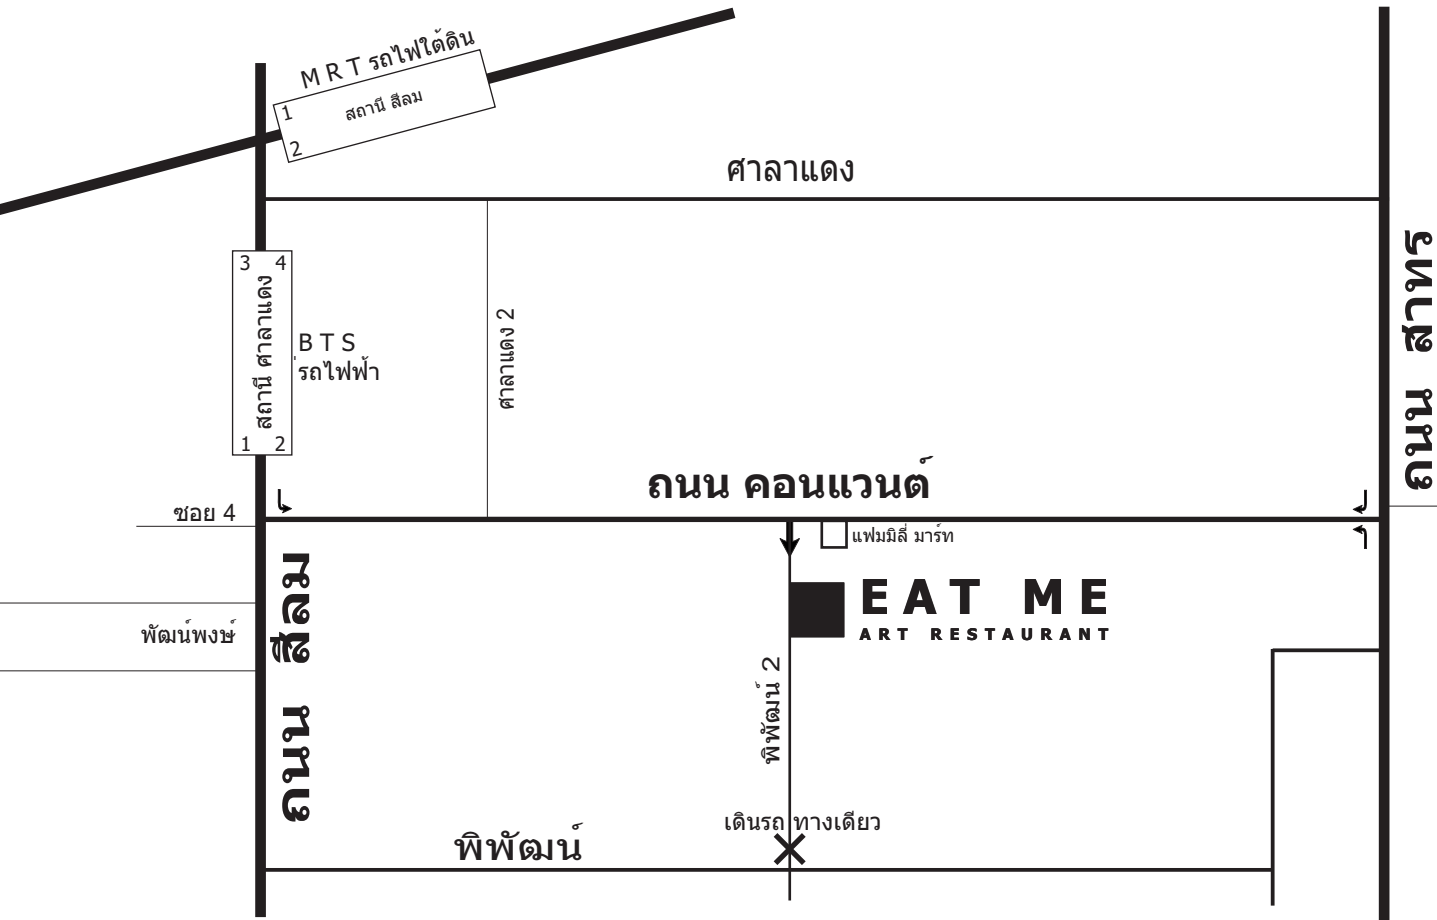 M R T รถไฟใต้ดิน
1
สถานี สีลม
2
ศาลาแดง
3 4
สถานี ศาลาแดง
1 2
B T S
รถไฟฟ้า
ศาลาแดง 2
ถนน สาทร
ถนน คอนแวนต์
ซอย 4
แฟมมิลี่ มาร์ท
EAT ME
ART RESTAURANT
พัฒน์พงษ์
ถนน สีลม
พิพัฒน์ 2
เดินรถ ทางเดียว
พิพัฒน์